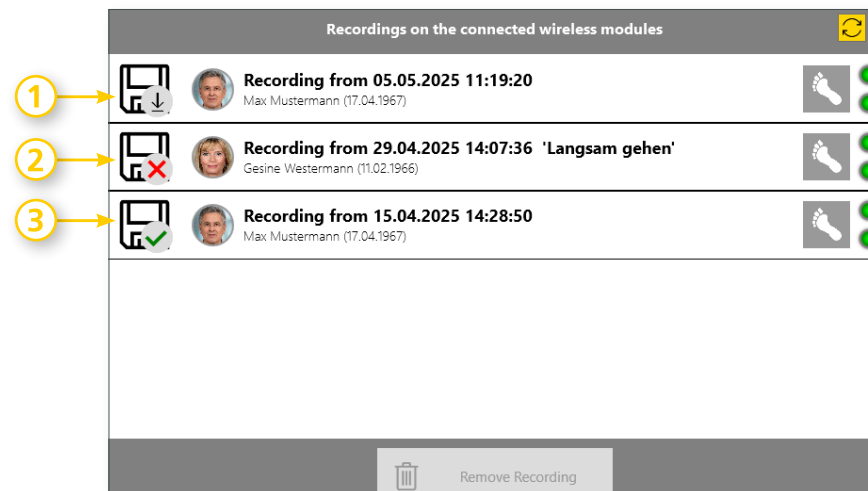 Recordings on the connected wireless modules
1
Recording from 05.05.2025 11:19:20
Max Mustermann (17.04.1967)
2
Recording from 29.04.2025 14:07:36 'Langsam gehen'
Gesine Westermann (11.02.1966)
3
Recording from 15.04.2025 14:28:50
Max Mustermann (17.04.1967)
Remove Recording